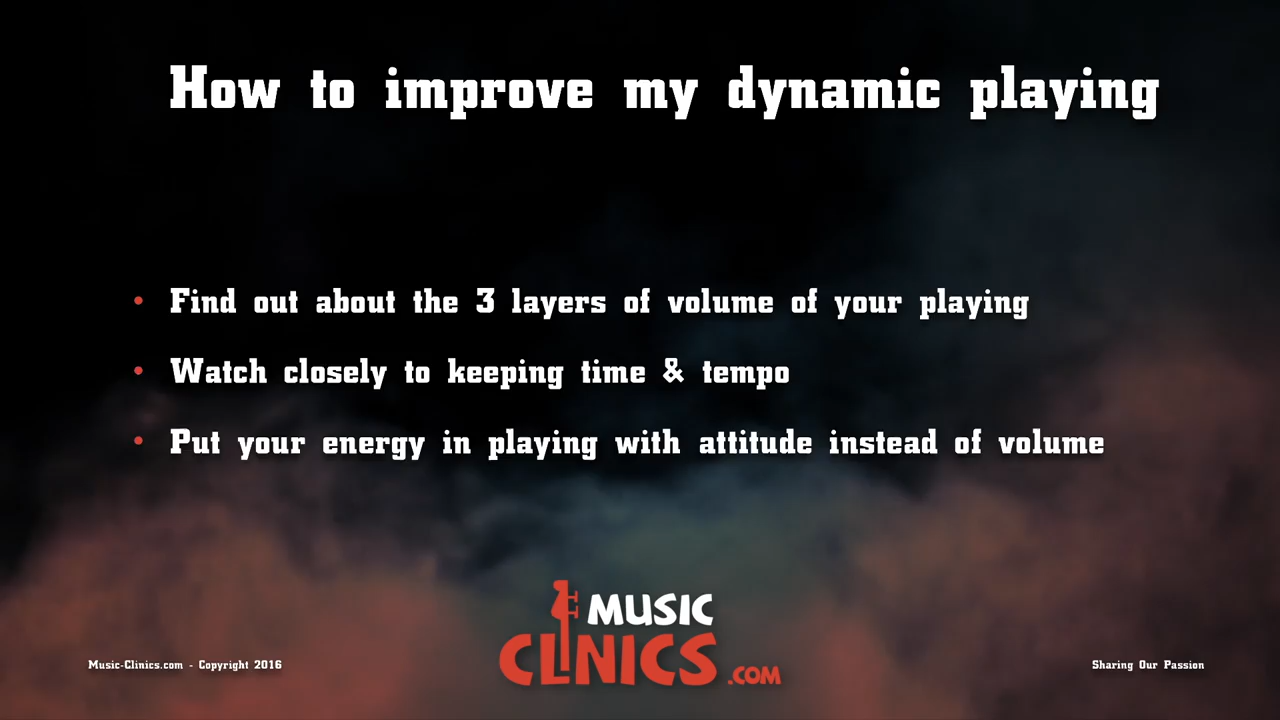 How to improve my dynamic playing
• Find out about the 3 layers of volume of your playing
• Watch closely to keeping time & tempo
• Put your energy in playing with attitude instead of volume
MUSIC
CLINICS.COM
Music-Clinics.com - Copyright 2016
Sharing Our Passion